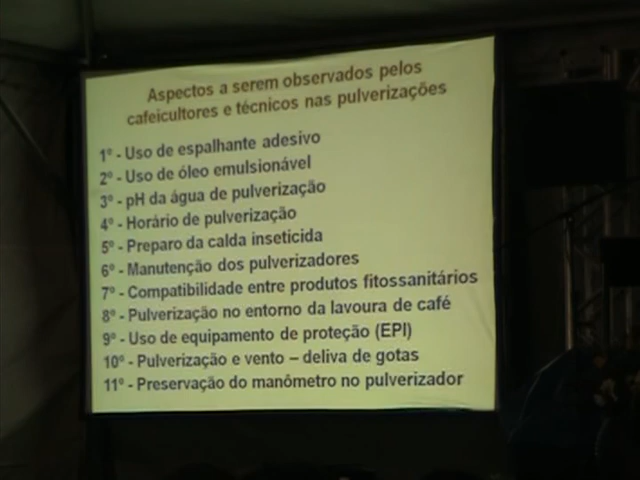 Aspectos a serem observados pelos
cafeicultores e técnicos nas pulverizações
1º - Uso de espalhante adesivo
2º - Uso de óleo emulsionável
3º - pH da água de pulverização
4º - Horário de pulverização
5º - Preparo da calda inseticida
6º - Manutenção dos pulverizadores
7º - Compatibilidade entre produtos fitossanitários
8º - Pulverização no entorno da lavoura de café
9º - Uso de equipamento de proteção (EPI)
10º - Pulverização e vento – deliva de gotas
11º - Preservação do manômetro no pulverizador